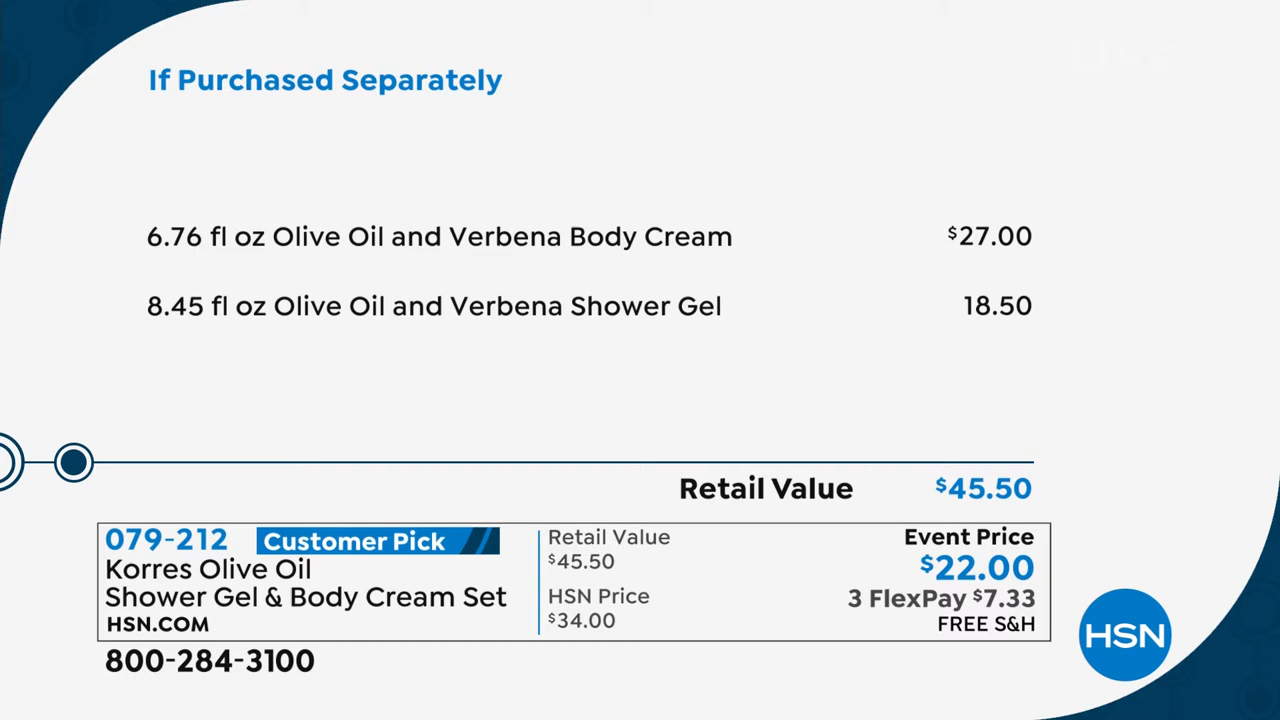 If Purchased Separately
6.76 fl oz Olive Oil and Verbena Body Cream $27.00
8.45 fl oz Olive Oil and Verbena Shower Gel 18.50
Retail Value $45.50
079-212 Customer Pick
Korres Olive Oil
Shower Gel & Body Cream Set
HSN.COM
Retail Value
$45.50
HSN Price
$34.00
Event Price
$22.00
3 FlexPay $7.33
FREE S&H
800-284-3100
HSN